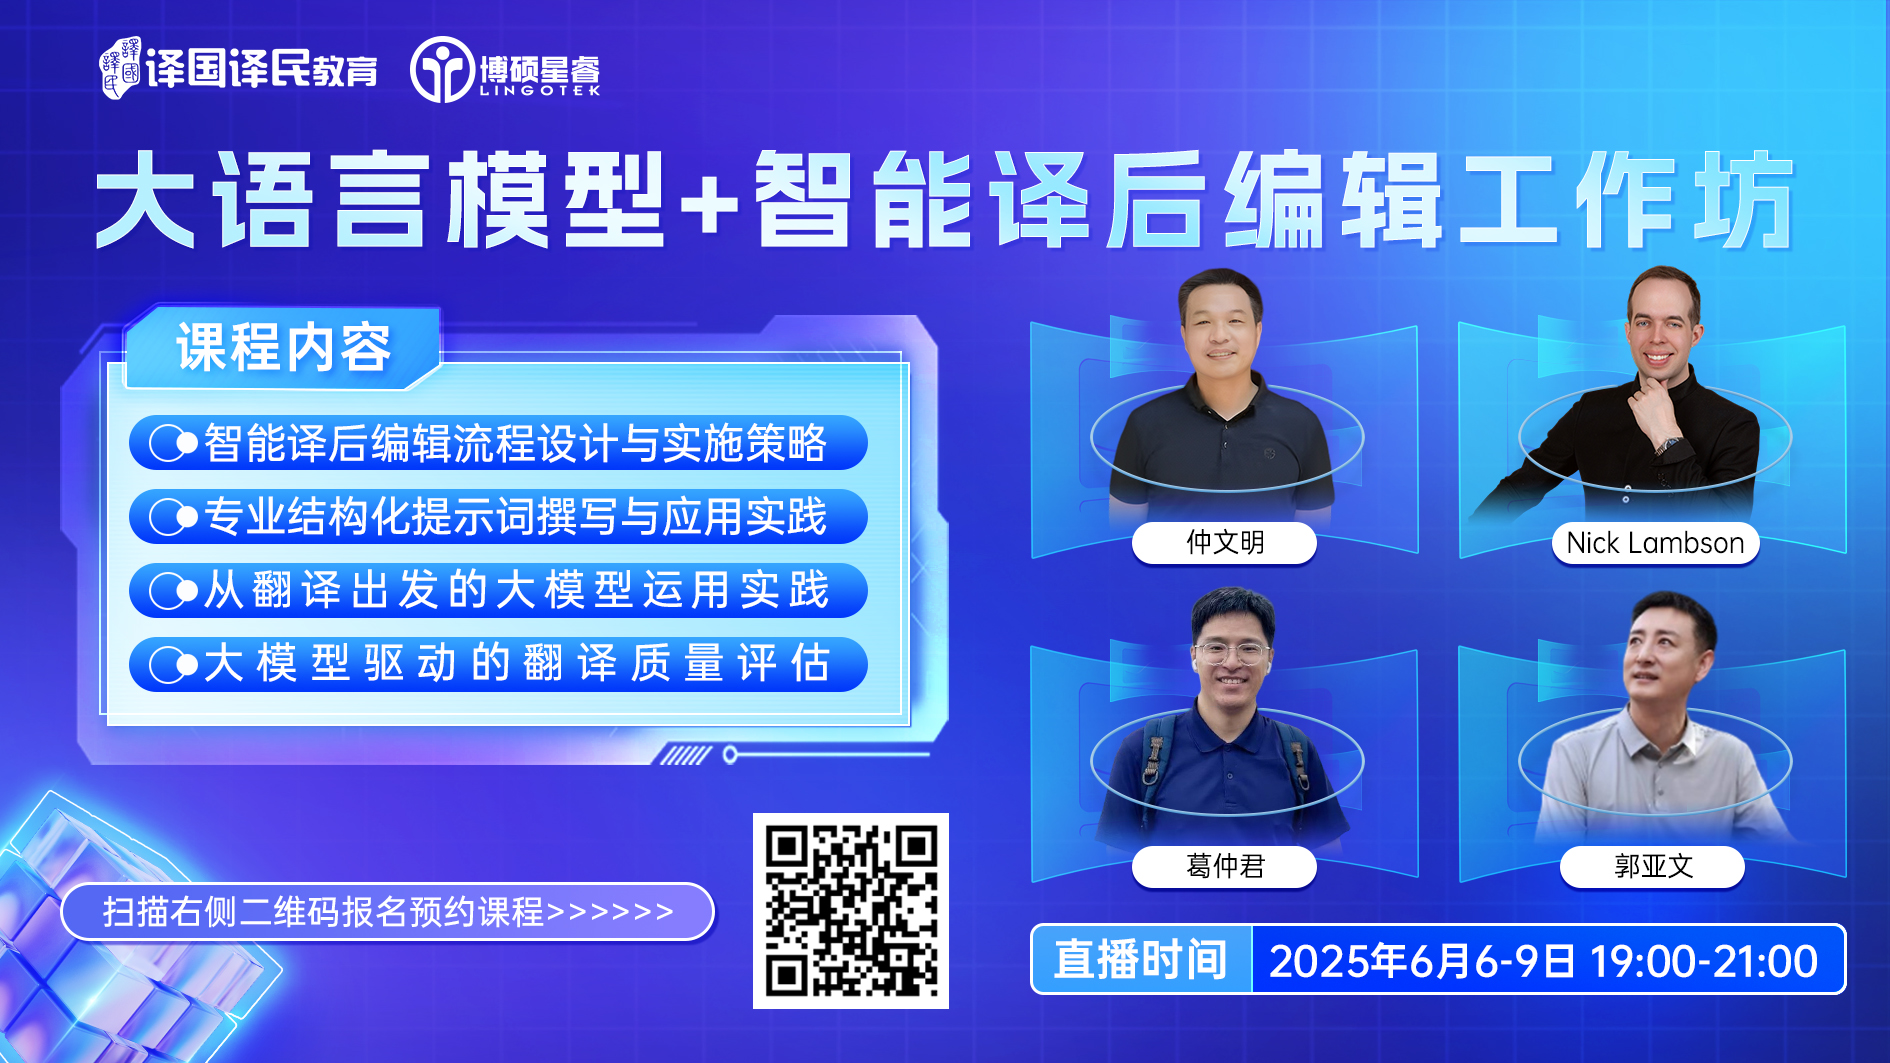 譯國譯民 译国译民教育 博硕星睿
LINGOTEK
大语言模型+智能译后编辑工作坊
课程内容
智能译后编辑流程设计与实施策略
专业结构化提示词撰写与应用实践
从翻译出发的大模型运用实践
大模型驱动的翻译质量评估
扫描右侧二维码报名预约课程>>>>>>
仲文明
Nick Lambson
葛仲君
郭亚文
直播时间 2025年6月6-9日 19:00-21:00